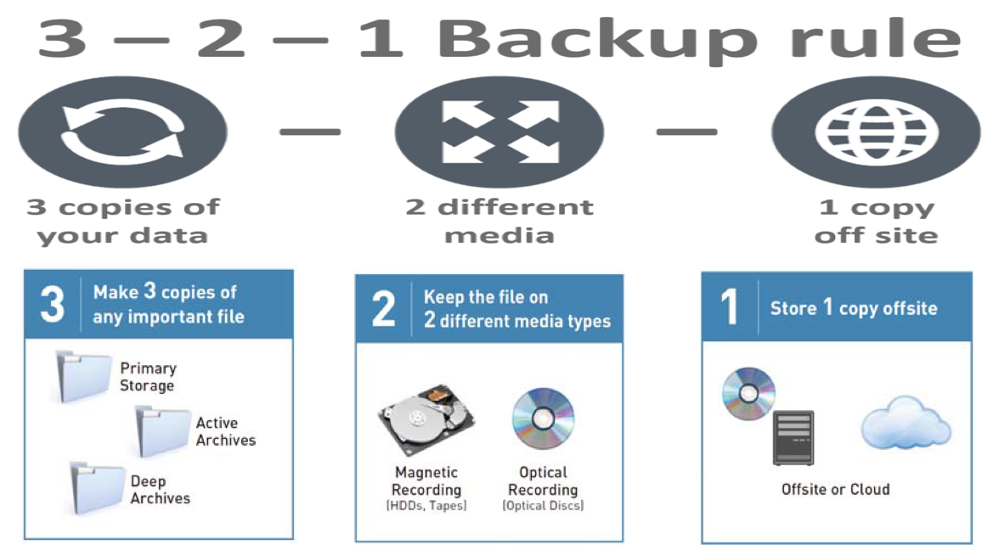 3 – 2 – 1 Backup rule
3 copies of
your data
2 different
media
1 copy
off site
3
Make 3 copies of
any important file
Primary
Storage
Active
Archives
Deep
Archives
2
Keep the file on
2 different media types
Magnetic
Recording
(HDDs, Tapes)
Optical
Recording
(Optical Discs)
1
Store 1 copy offsite
Offsite or Cloud